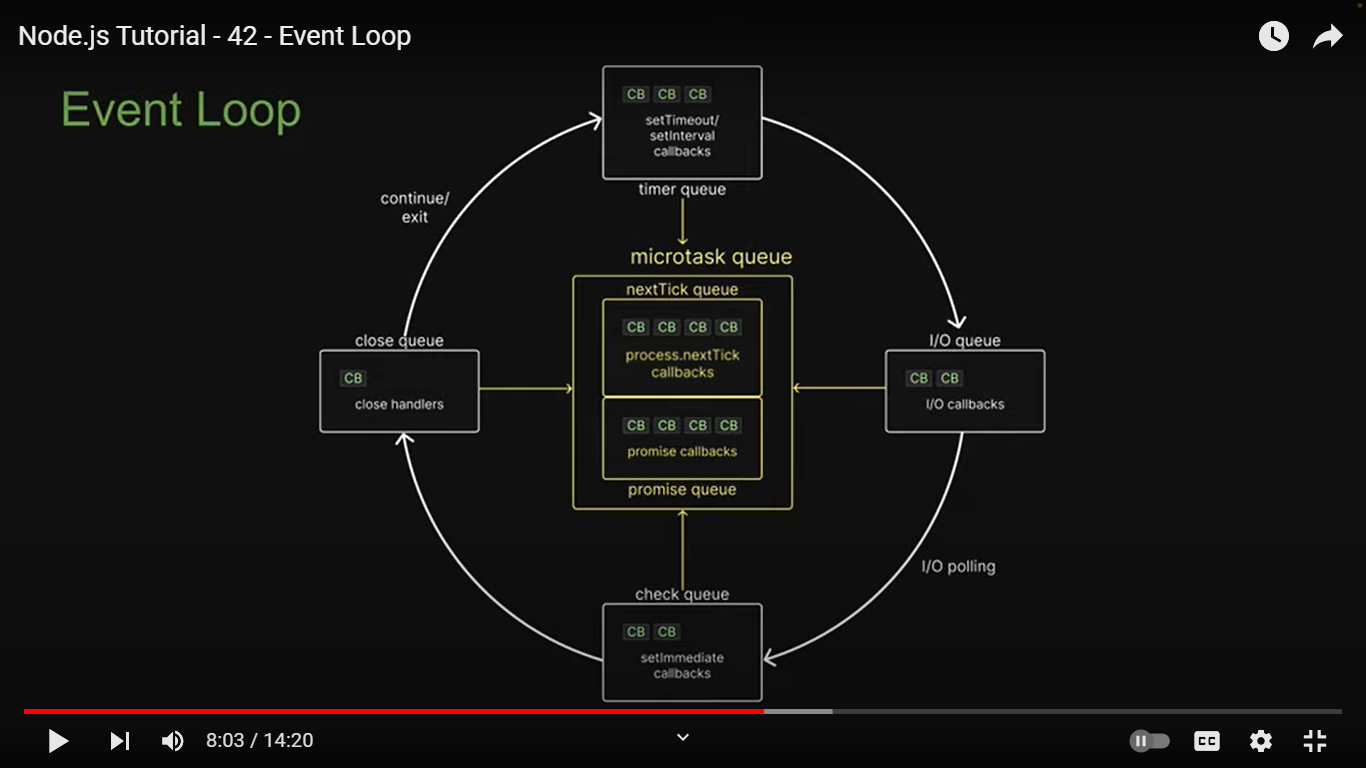 Node.js Tutorial - 42 - Event Loop
Event Loop
CB CB CB
setTimeout/
setInterval
callbacks
timer queue
continue/
exit
microtask queue
nextTick queue
CB CB CB CB
process.nextTick
callbacks
CB CB CB CB
promise callbacks
promise queue
close queue
CB
close handlers
I/O queue
CB CB
I/O callbacks
I/O polling
check queue
CB CB
setImmediate
callbacks
8:03 / 14:20
CC